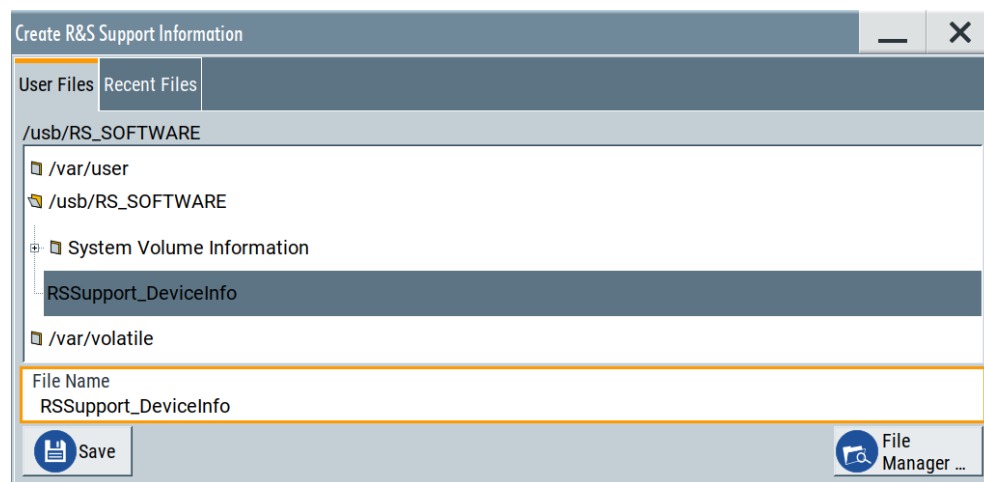 Create R&S Support Information
User Files Recent Files
/usb/RS_SOFTWARE
/var/user
/usb/RS_SOFTWARE
System Volume Information
RSSupport_DeviceInfo
/var/volatile
File Name
RSSupport_DeviceInfo
Save
File
Manager ...